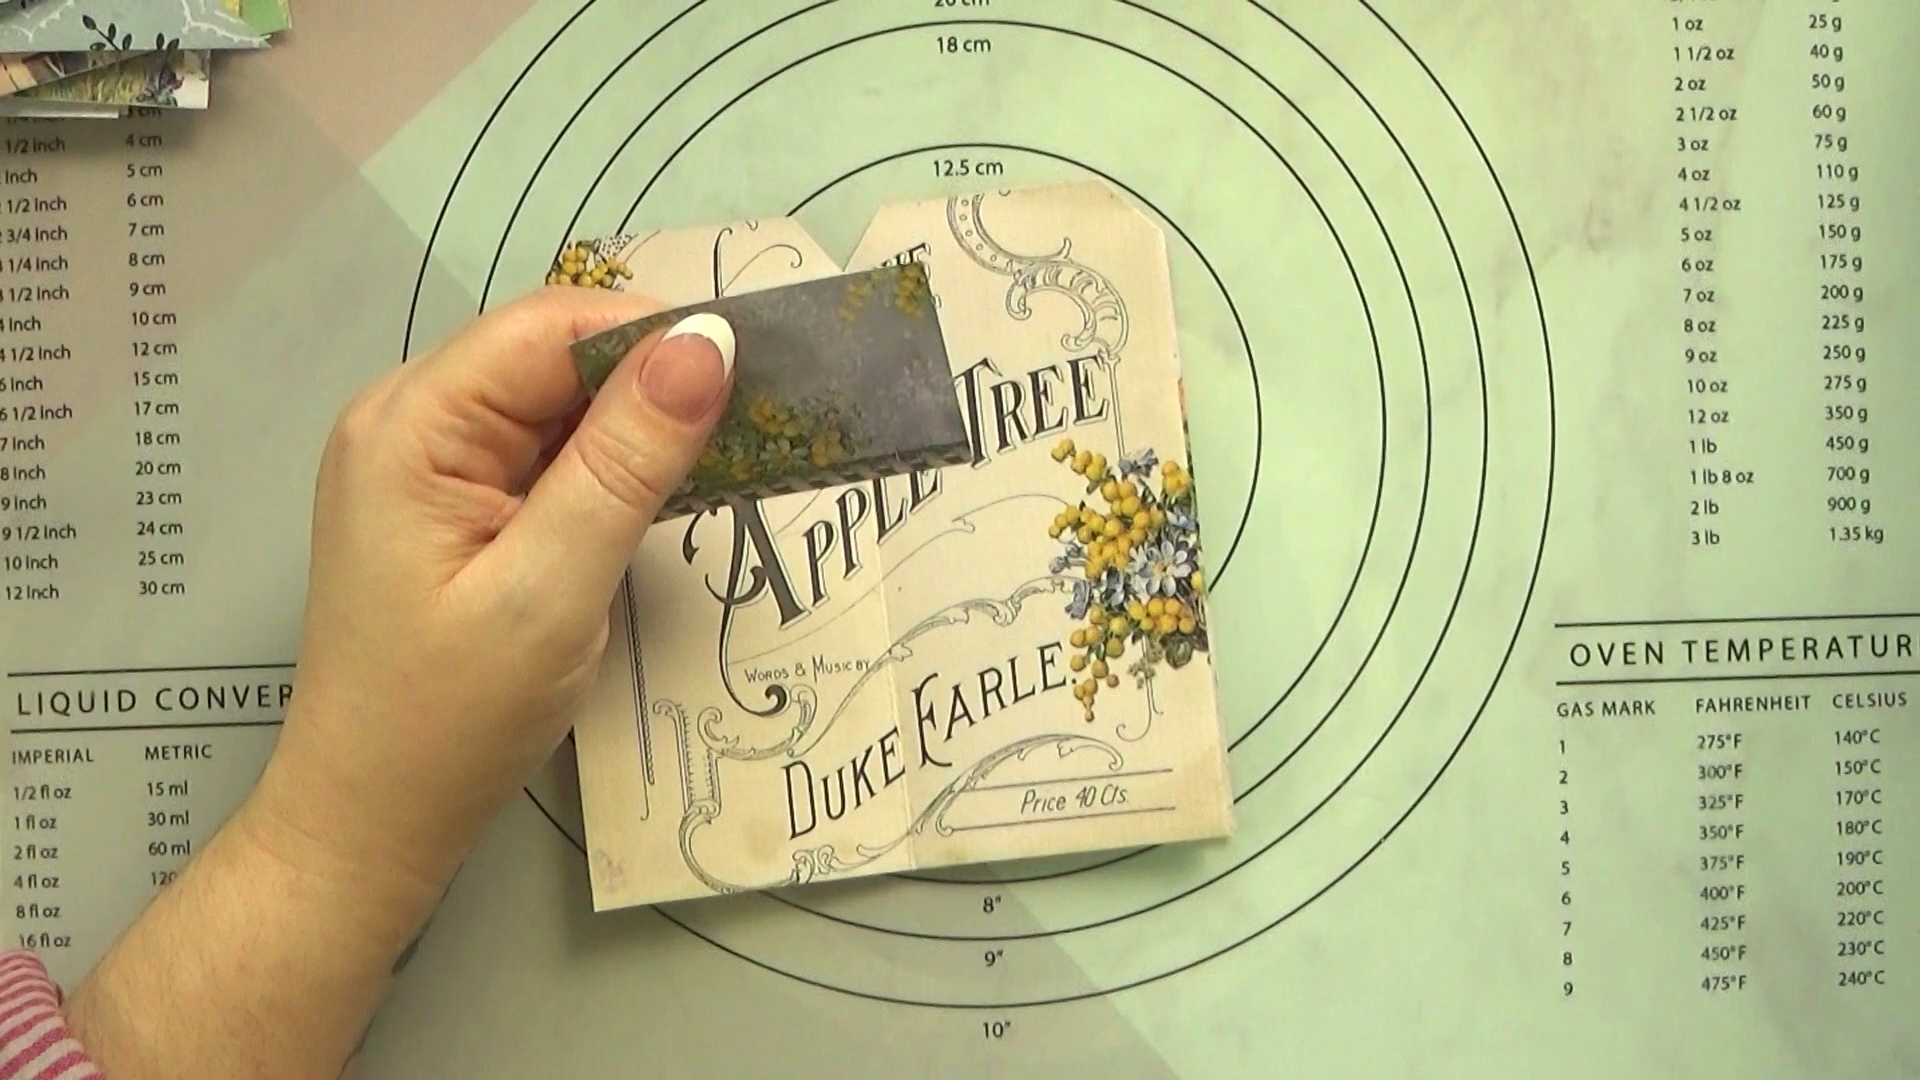 18 cm
12.5 cm
1/2 Inch 4 cm
Inch 5 cm
1/2 Inch 6 cm
3/4 Inch 7 cm
1/4 Inch 8 cm
1/2 Inch 9 cm
Inch 10 cm
1/2 Inch 12 cm
6 Inch 15 cm
6 1/2 Inch 17 cm
7 Inch 18 cm
8 Inch 20 cm
9 Inch 23 cm
9 1/2 Inch 24 cm
10 Inch 25 cm
12 Inch 30 cm
LIQUID CONVER
IMPERIAL METRIC
1/2 fl oz 15 ml
1 fl oz 30 ml
2 fl oz 60 ml
4 fl oz 120
8 fl oz
16 fl oz
APPLE TREE
WORDS & MUSIC BY
DUKE EARLE.
Price 40 Cts.
8"
9"
10"
1 oz 25 g
1 1/2 oz 40 g
2 oz 50 g
2 1/2 oz 60 g
3 oz 75 g
4 oz 110 g
4 1/2 oz 125 g
5 oz 150 g
6 oz 175 g
7 oz 200 g
8 oz 225 g
9 oz 250 g
10 oz 275 g
12 oz 350 g
1 lb 450 g
1 lb 8 oz 700 g
2 lb 900 g
3 lb 1.35 kg
OVEN TEMPERATUR
GAS MARK FAHRENHEIT CELSIUS
1 275°F 140°C
2 300°F 150°C
3 325°F 170°C
4 350°F 180°C
5 375°F 190°C
6 400°F 200°C
7 425°F 220°C
8 450°F 230°C
9 475°F 240°C